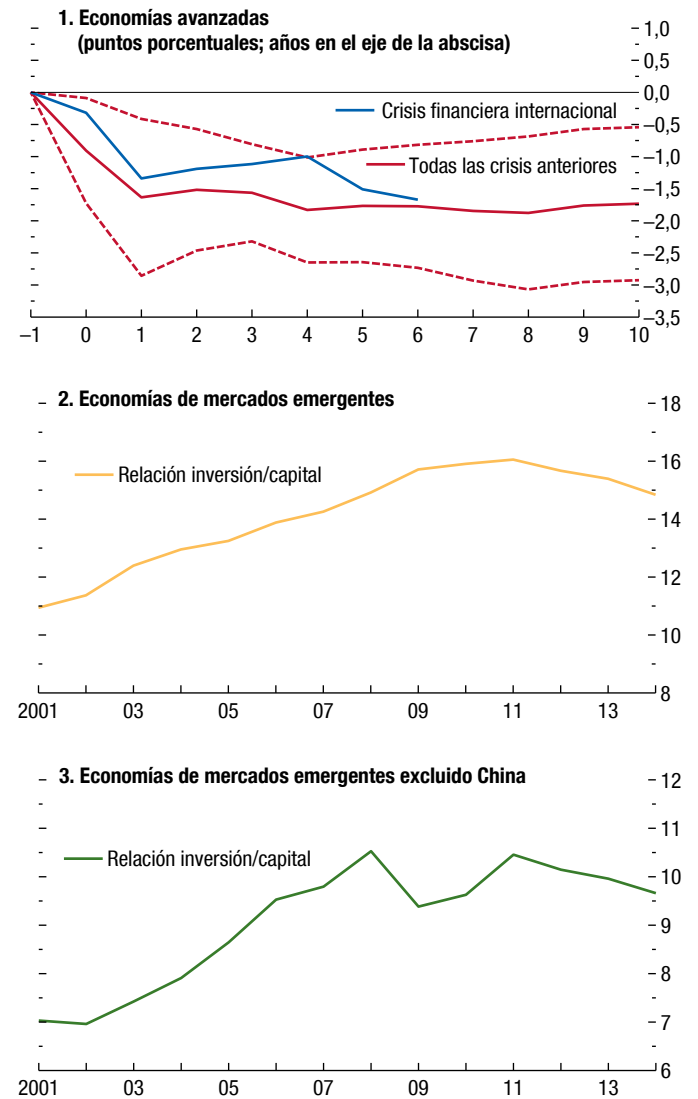 1. Economías avanzadas
(puntos porcentuales; años en el eje de la abscisa)
1,0
0,5
0,0
–0,5
–1,0
–1,5
–2,0
–2,5
–3,0
–3,5
Crisis financiera internacional
Todas las crisis anteriores
–1 0 1 2 3 4 5 6 7 8 9 10
2. Economías de mercados emergentes
18
16
14
12
10
8
Relación inversión/capital
2001 03 05 07 09 11 13
3. Economías de mercados emergentes excluido China
12
11
10
9
8
7
6
Relación inversión/capital
2001 03 05 07 09 11 13